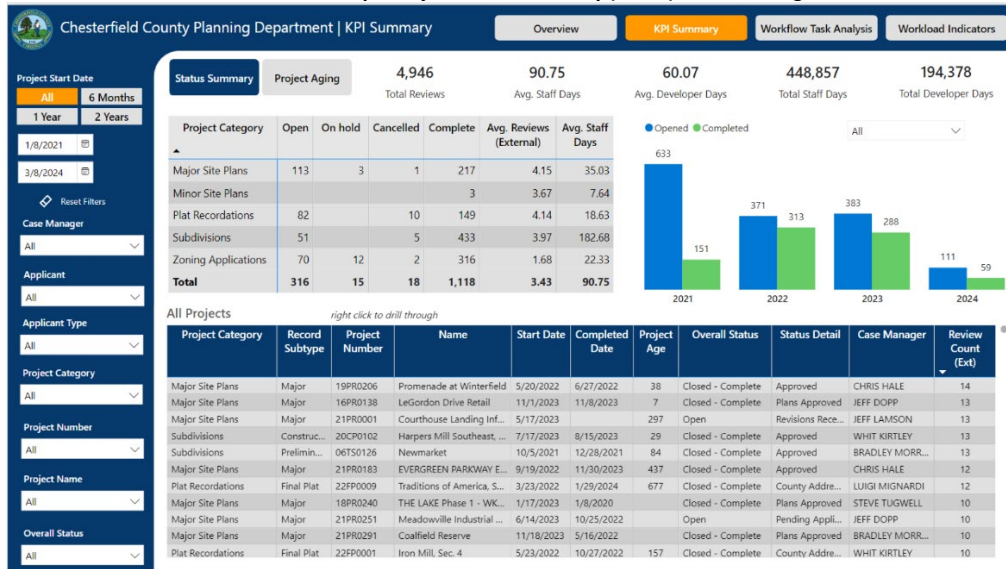 Chesterfield County Planning Department | KPI Summary
Overview
KPI Summary
Workflow Task Analysis
Workload Indicators
Project Start Date
All 6 Months
1 Year 2 Years
1/8/2021
3/8/2024
Reset Filters
Case Manager
All
Applicant
All
Applicant Type
All
Project Category
All
Project Number
All
Project Name
All
Overall Status
All
Status Summary
Project Aging
4,946 90.75 60.07 448,857 194,378
Total Reviews Avg. Staff Days Avg. Developer Days Total Staff Days Total Developer Days
Project Category Open On hold Cancelled Complete Avg. Reviews (External) Avg. Staff Days
Major Site Plans 113 3 1 217 4.15 35.03
Minor Site Plans 3 3.67 7.64
Plat Recordations 82 10 149 4.14 18.63
Subdivisions 51 5 433 3.97 182.68
Zoning Applications 70 12 2 316 1.68 22.33
Total 316 15 18 1,118 3.43 90.75
Opened Completed
All
633
151
371
313
383
288
111
59
2021 2022 2023 2024
All Projects right click to drill through
Project Category Record Subtype Project Number Name Start Date Completed Date Project Age Overall Status Status Detail Case Manager Review Count (Ext)
Major Site Plans Major 19PR0206 Promenade at Winterfield 5/20/2022 6/27/2022 38 Closed - Complete Approved CHRIS HALE 14
Major Site Plans Major 16PR0138 LeGordon Drive Retail 11/1/2023 11/8/2023 7 Closed - Complete Plans Approved JEFF DOPP 13
Major Site Plans Major 21PR0001 Courthouse Landing Inf... 5/17/2023 297 Open Revisions Rece... JEFF LAMSON 13
Subdivisions Construc... 20CP0102 Harpers Mill Southeast, ... 7/17/2023 8/15/2023 29 Closed - Complete Approved WHIT KIRTLEY 13
Subdivisions Prelimin... 06TS0126 Newmarket 10/5/2021 12/28/2021 84 Closed - Complete Approved BRADLEY MORR... 13
Major Site Plans Major 21PR0183 EVERGREEN PARKWAY E... 9/19/2022 11/30/2023 437 Closed - Complete Approved CHRIS HALE 12
Plat Recordations Final Plat 22FP0009 Traditions of America, S... 3/23/2022 1/29/2024 677 Closed - Complete County Addre... LUIGI MIGNARDI 12
Major Site Plans Major 18PR0240 THE LAKE Phase 1 - WK... 1/17/2023 1/8/2020 Closed - Complete Plans Approved STEVE TUGWELL 10
Major Site Plans Major 21PR0251 Meadowville Industrial ... 6/14/2023 10/25/2022 Open Pending Appli... JEFF DOPP 10
Major Site Plans Major 21PR0291 Coalfield Reserve 11/18/2023 5/16/2022 Closed - Complete Plans Approved BRADLEY MORR... 10
Plat Recordations Final Plat 22FP0001 Iron Mill, Sec. 4 5/23/2022 10/27/2022 157 Closed - Complete County Addre... WHIT KIRTLEY 10